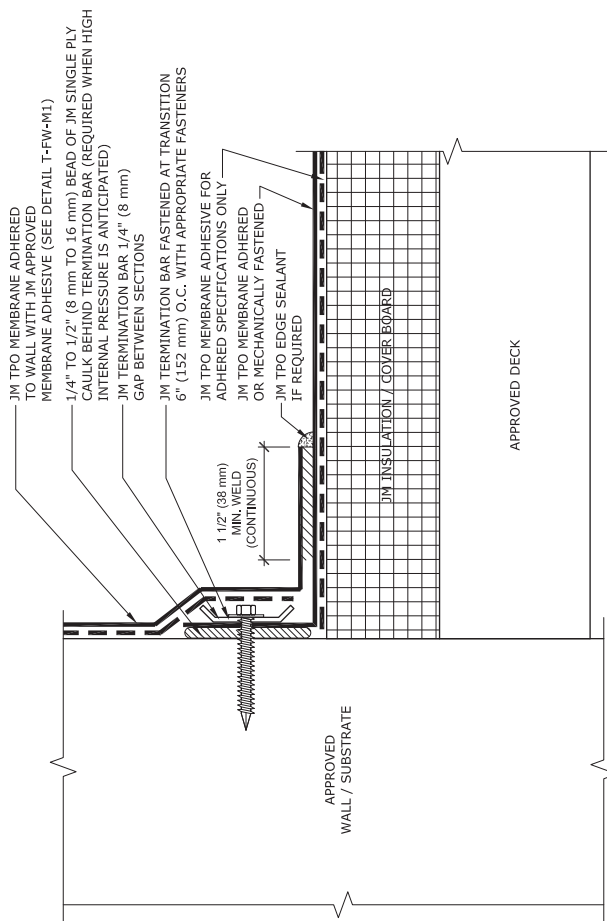 JM TPO MEMBRANE ADHERED
TO WALL WITH JM APPROVED
MEMBRANE ADHESIVE (SEE DETAIL T-FW-M1)
1/4" TO 1/2" (8 mm TO 16 mm) BEAD OF JM SINGLE PLY
CAULK BEHIND TERMINATION BAR (REQUIRED WHEN HIGH
INTERNAL PRESSURE IS ANTICIPATED)
JM TERMINATION BAR 1/4" (8 mm)
GAP BETWEEN SECTIONS
JM TERMINATION BAR FASTENED AT TRANSITION
6" (152 mm) O.C. WITH APPROPRIATE FASTENERS
JM TPO MEMBRANE ADHESIVE FOR
ADHERED SPECIFICATIONS ONLY
JM TPO MEMBRANE ADHERED
OR MECHANICALLY FASTENED
JM TPO EDGE SEALANT
IF REQUIRED
1 1/2" (38 mm)
MIN. WELD
(CONTINUOUS)
JM INSULATION / COVER BOARD
APPROVED DECK
APPROVED
WALL / SUBSTRATE